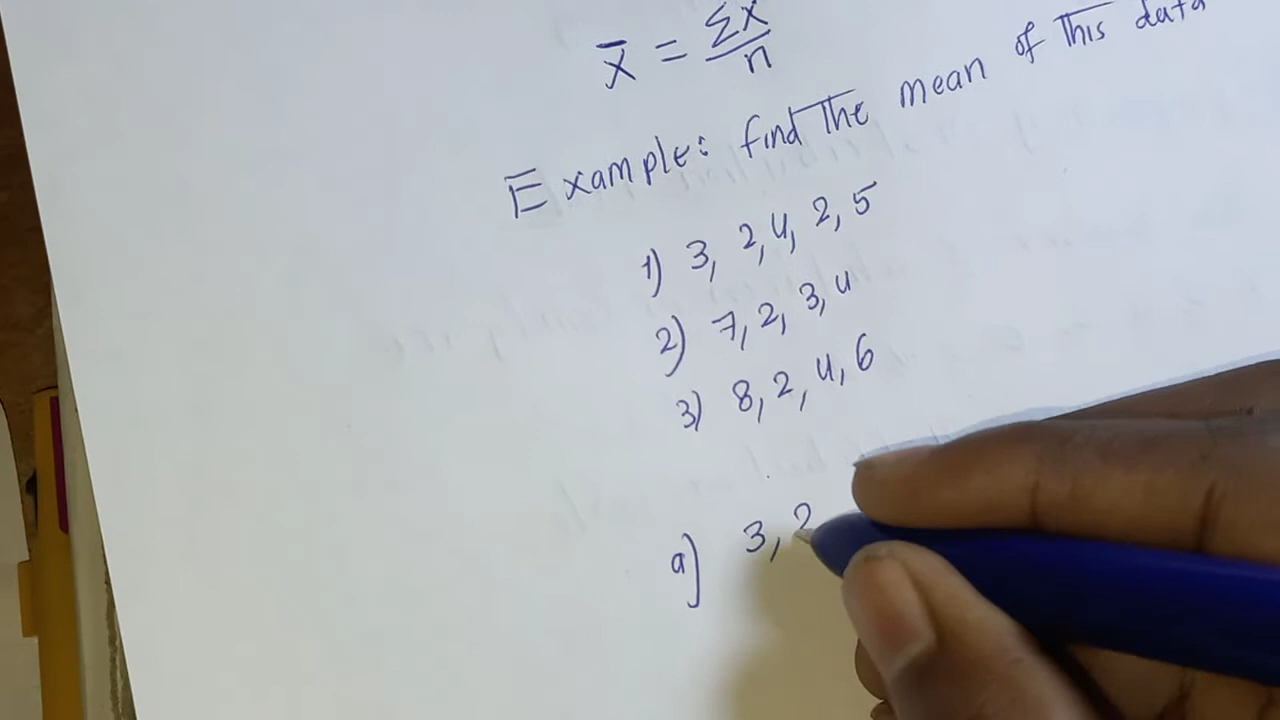 x̄ = Σx/n
Example: find the mean of this data
1) 3, 2, 4, 2, 5
2) 7, 2, 3, 4
3) 8, 2, 4, 6
a) 3, 2